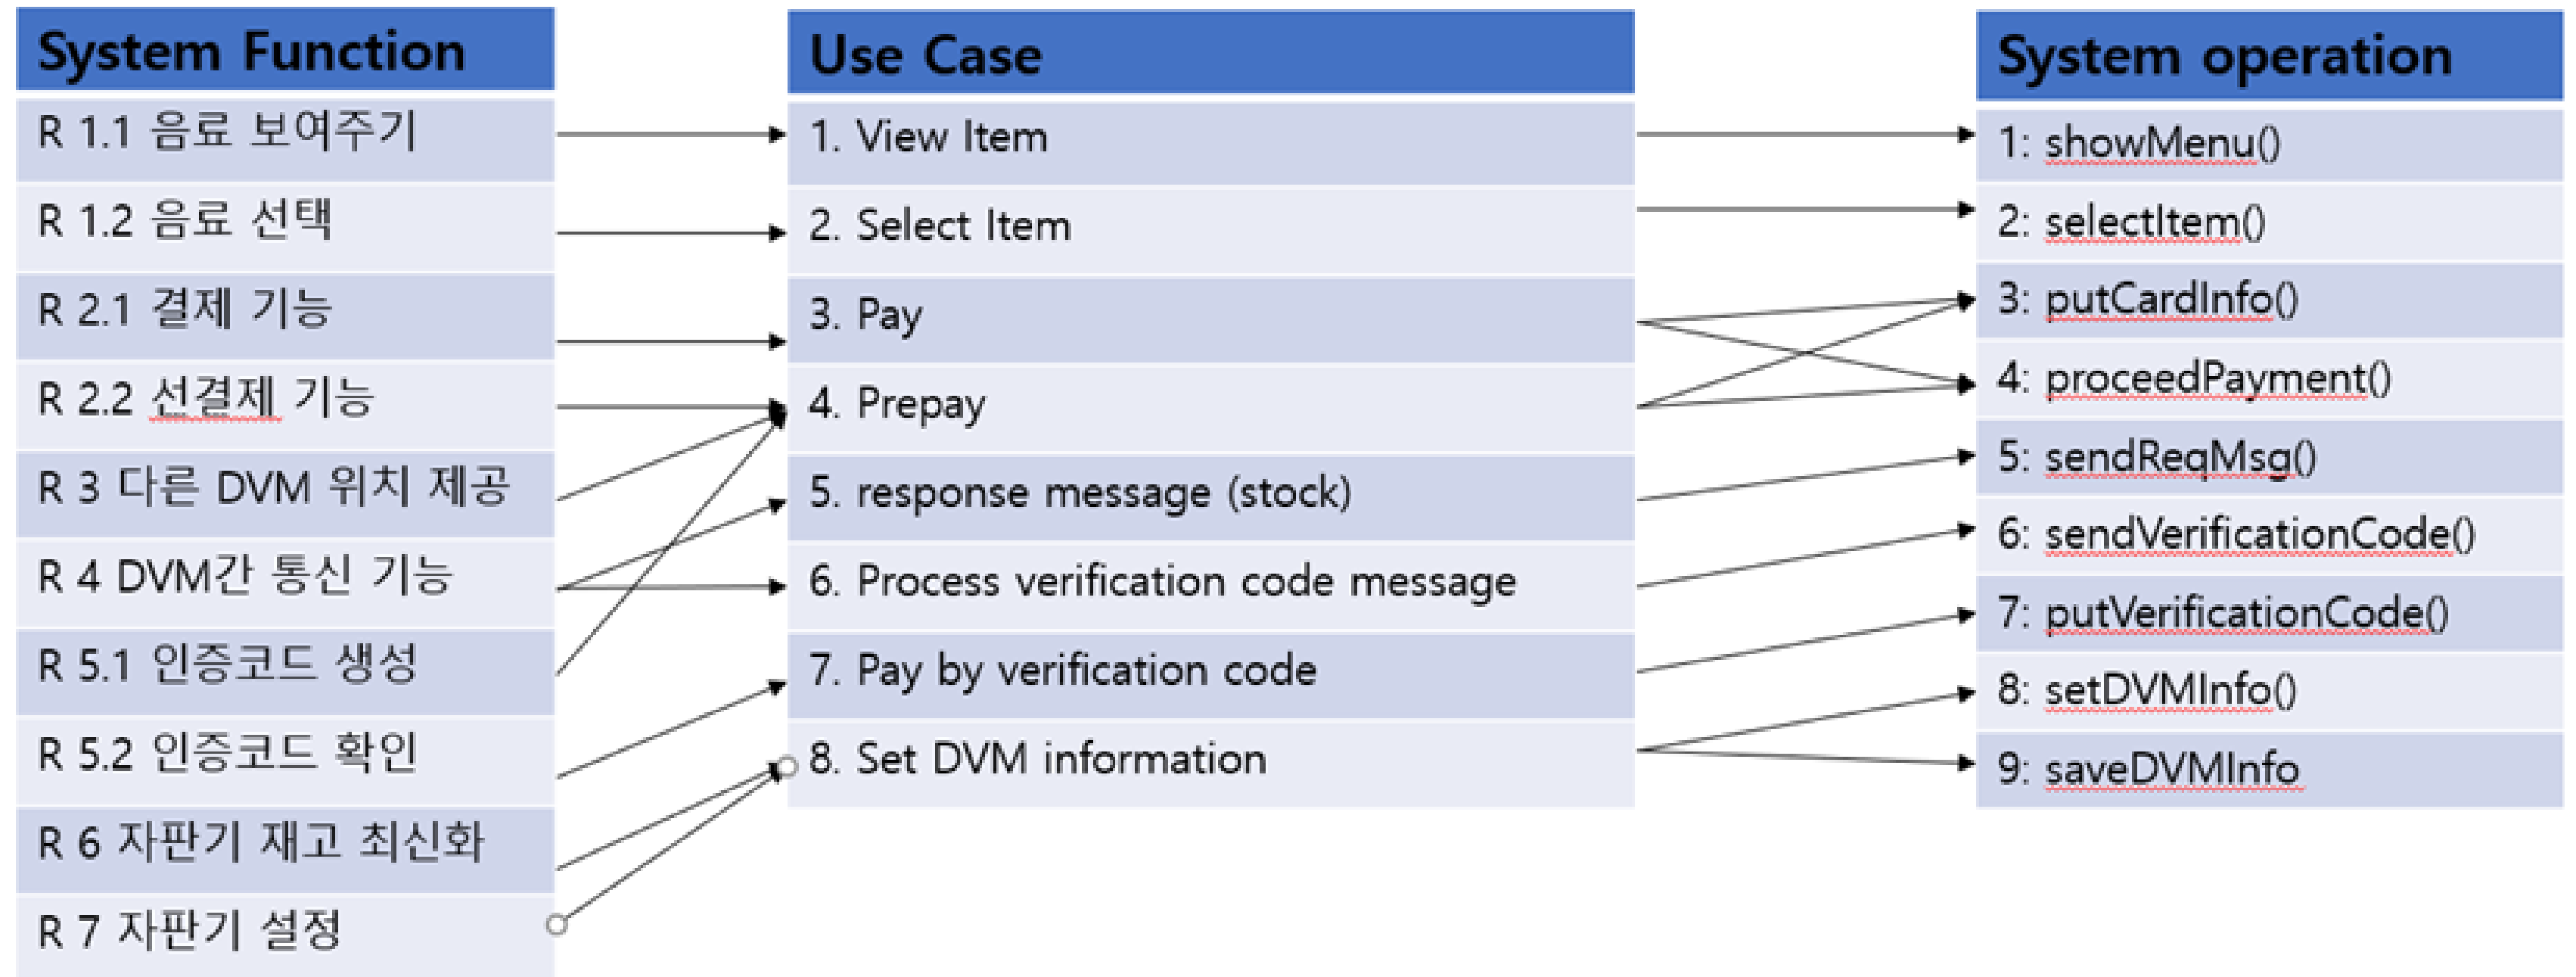 System Function
R 1.1 음료 보여주기
R 1.2 음료 선택
R 2.1 결제 기능
R 2.2 선결제 기능
R 3 다른 DVM 위치 제공
R 4 DVM간 통신 기능
R 5.1 인증코드 생성
R 5.2 인증코드 확인
R 6 자판기 재고 최신화
R 7 자판기 설정
Use Case
1. View Item
2. Select Item
3. Pay
4. Prepay
5. response message (stock)
6. Process verification code message
7. Pay by verification code
8. Set DVM information
System operation
1: showMenu()
2: selectItem()
3: putCardInfo()
4: proceedPayment()
5: sendReqMsg()
6: sendVerificationCode()
7: putVerificationCode()
8: setDVMInfo()
9: saveDVMInfo